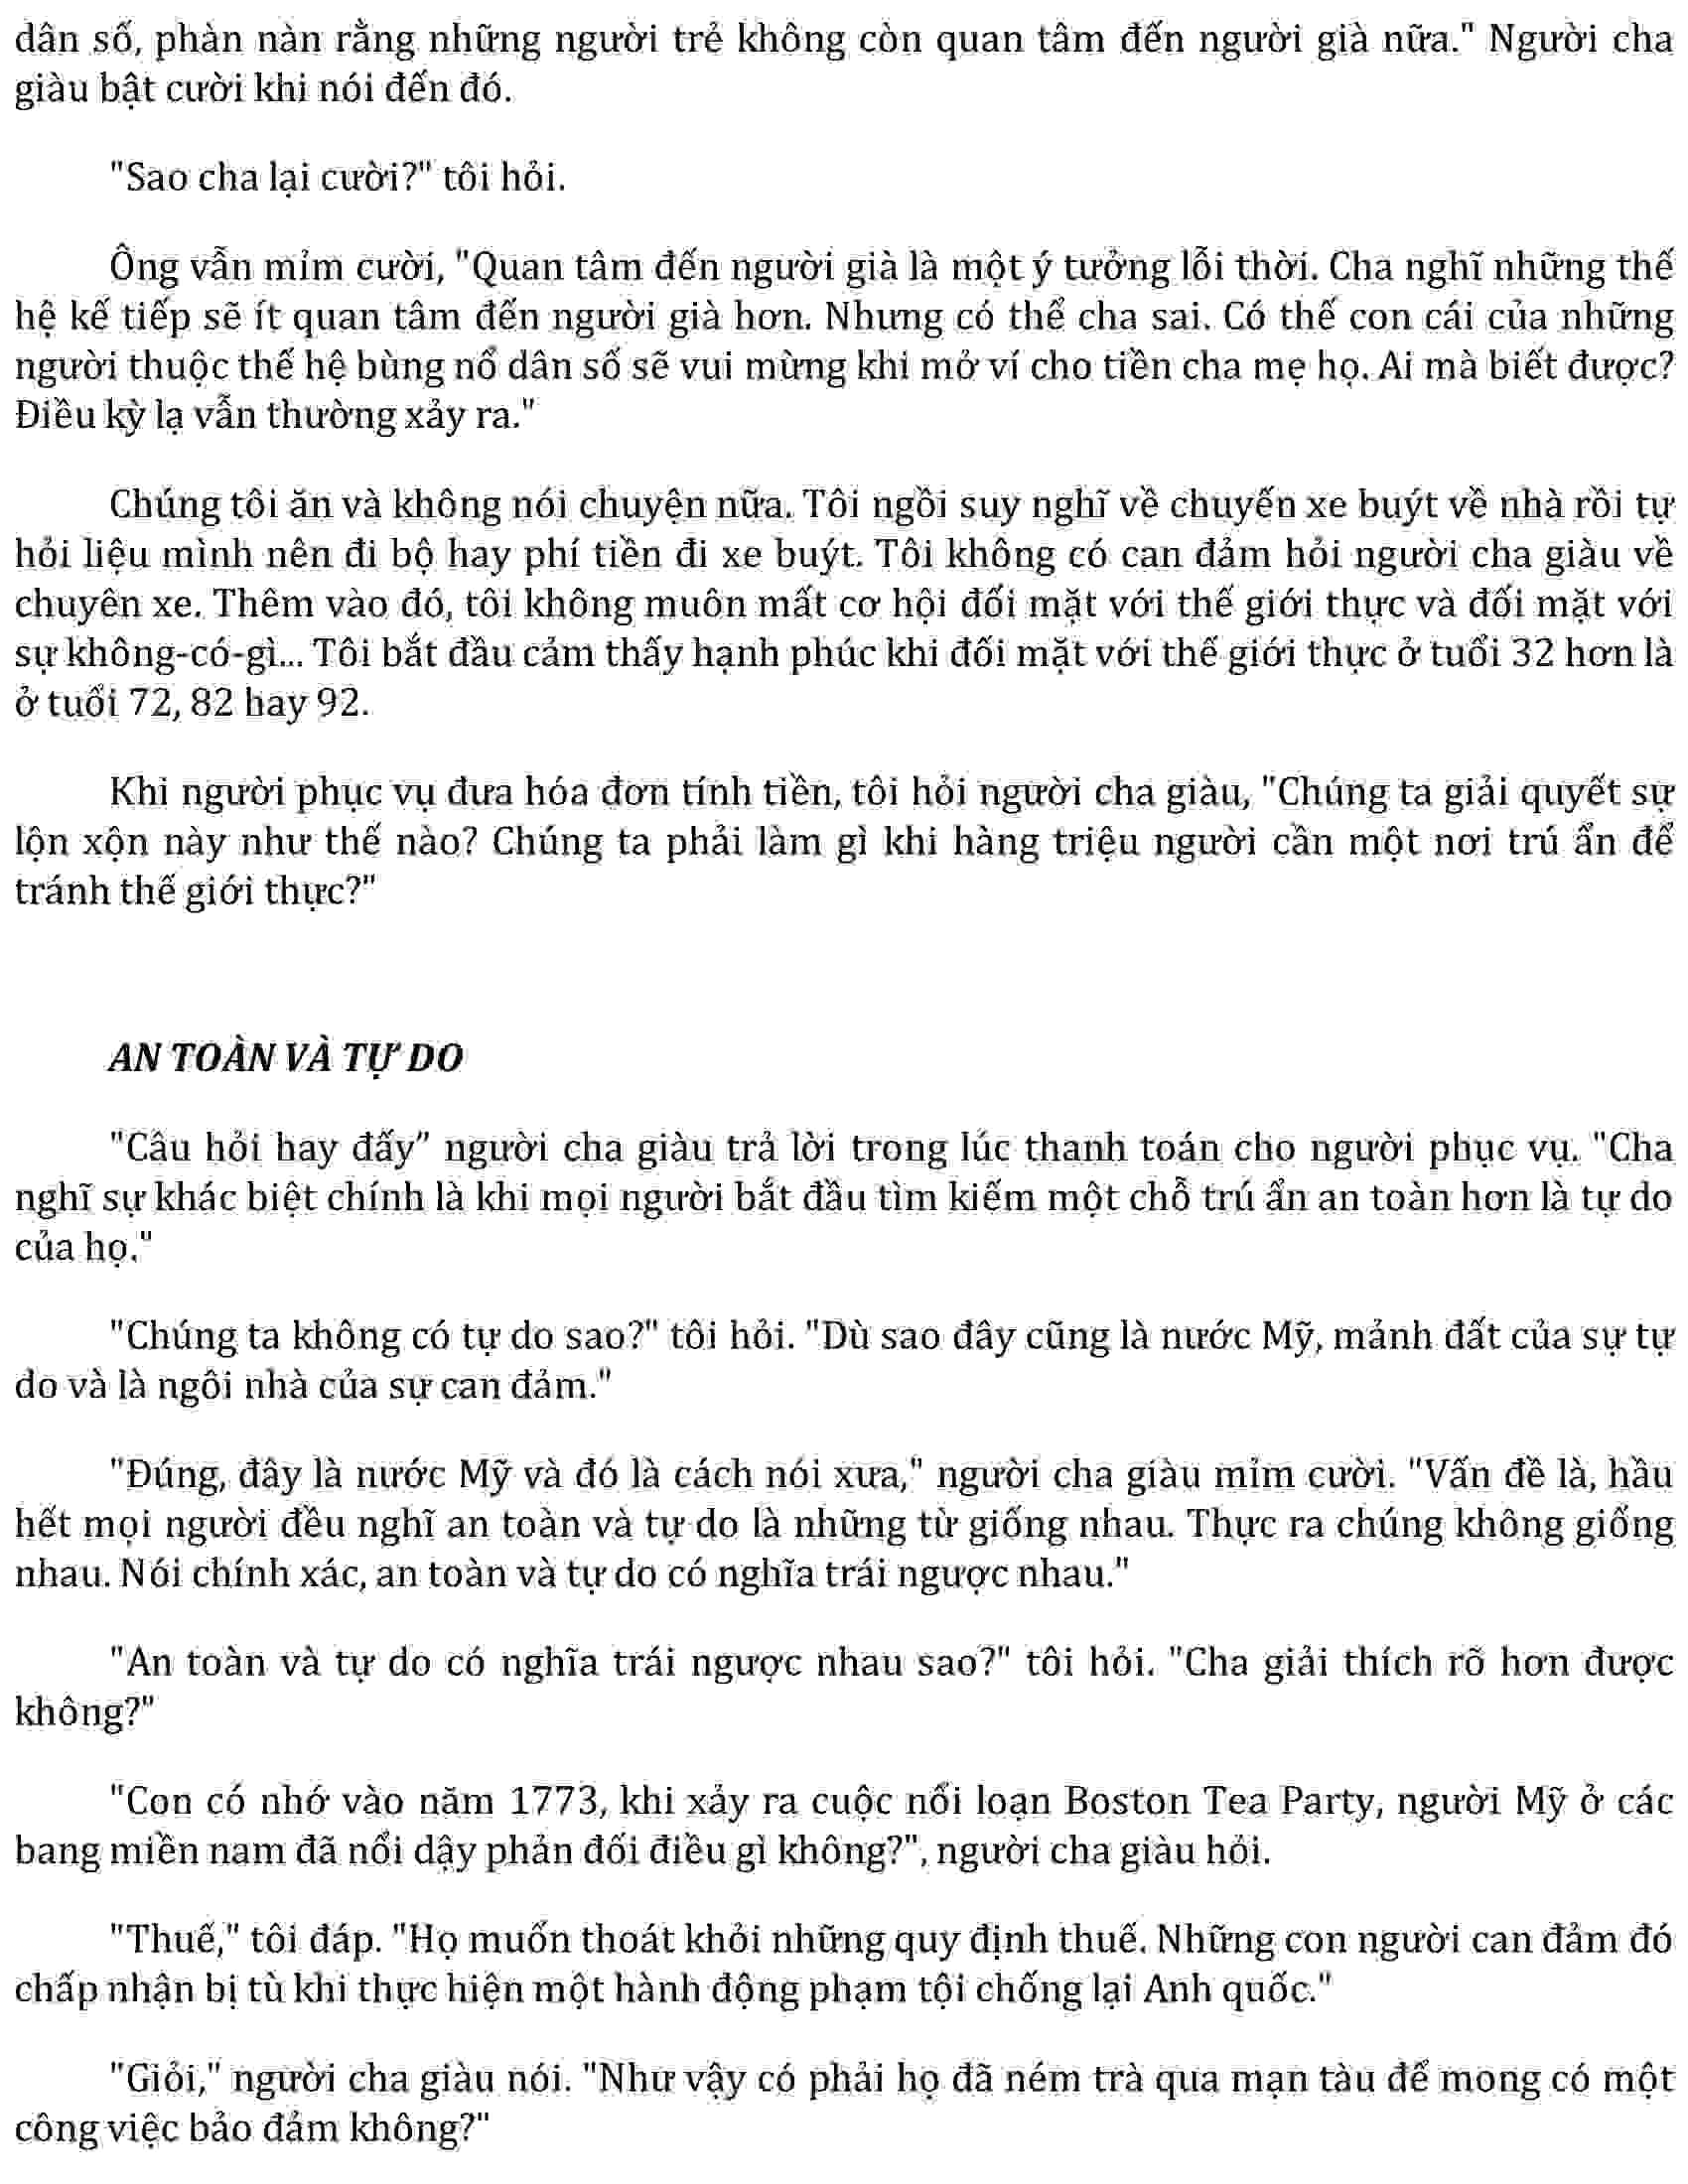 dân số, phàn nàn rằng những người trẻ không còn quan tâm đến người già nữa." Người cha
giàu bật cười khi nói đến đó.
"Sao cha lại cười?" tôi hỏi.
Ông vẫn mỉm cười, "Quan tâm đến người già là một ý tưởng lỗi thời. Cha nghĩ những thế
hệ kế tiếp sẽ ít quan tâm đến người già hơn. Nhưng có thể cha sai. Có thể con cái của những
người thuộc thế hệ bùng nổ dân số sẽ vui mừng khi mở ví cho tiền cha mẹ họ. Ai mà biết được?
Điều kỳ lạ vẫn thường xảy ra."
Chúng tôi ăn và không nói chuyện nữa. Tôi ngồi suy nghĩ về chuyến xe buýt về nhà rồi tự
hỏi liệu mình nên đi bộ hay phí tiền đi xe buýt. Tôi không có can đảm hỏi người cha giàu về
chuyên xe. Thêm vào đó, tôi không muôn mất cơ hội đối mặt với thế giới thực và đối mặt với
sự không-có-gì... Tôi bắt đầu cảm thấy hạnh phúc khi đối mặt với thế giới thực ở tuổi 32 hơn là
ở tuổi 72, 82 hay 92.
Khi người phục vụ đưa hóa đơn tính tiền, tôi hỏi người cha giàu, "Chúng ta giải quyết sự
lộn xộn này như thế nào? Chúng ta phải làm gì khi hàng triệu người cần một nơi trú ẩn để
tránh thế giới thực?"
AN TOÀN VÀ TỰ DO
"Câu hỏi hay đấy” người cha giàu trả lời trong lúc thanh toán cho người phục vụ. "Cha
nghĩ sự khác biệt chính là khi mọi người bắt đầu tìm kiếm một chỗ trú ẩn an toàn hơn là tự do
của họ."
"Chúng ta không có tự do sao?" tôi hỏi. "Dù sao đây cũng là nước Mỹ, mảnh đất của sự tự
do và là ngôi nhà của sự can đảm."
"Đúng, đây là nước Mỹ và đó là cách nói xưa," người cha giàu mỉm cười. "Vấn đề là, hầu
hết mọi người đều nghĩ an toàn và tự do là những từ giống nhau. Thực ra chúng không giống
nhau. Nói chính xác, an toàn và tự do có nghĩa trái ngược nhau."
"An toàn và tự do có nghĩa trái ngược nhau sao?" tôi hỏi. "Cha giải thích rõ hơn được
không?"
"Con có nhớ vào năm 1773, khi xảy ra cuộc nổi loạn Boston Tea Party, người Mỹ ở các
bang miền nam đã nổi dậy phản đối điều gì không?", người cha giàu hỏi.
"Thuế," tôi đáp. "Họ muốn thoát khỏi những quy định thuế. Những con người can đảm đó
chấp nhận bị tù khi thực hiện một hành động phạm tội chống lại Anh quốc."
"Giỏi," người cha giàu nói. "Như vậy có phải họ đã ném trà qua mạn tàu để mong có một
công việc bảo đảm không?"